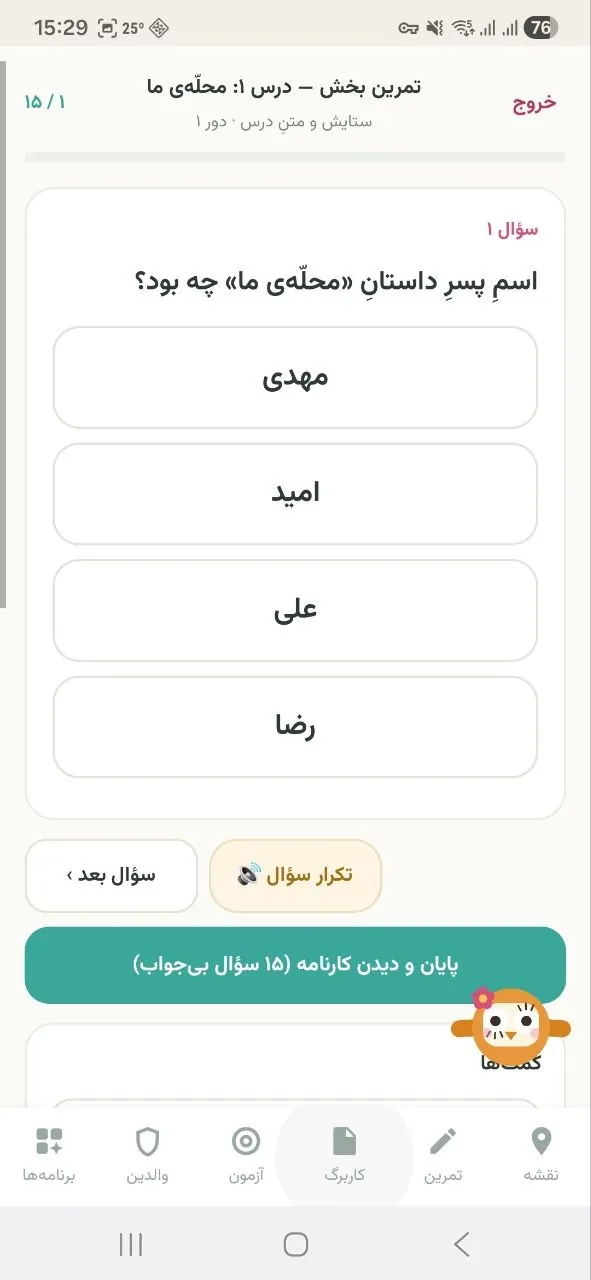 15:29 25° 76
خروج
تمرین بخش – درس ۱: محلّه‌ی ما
ستایش و متنِ درس · دور ۱
۱ / ۱۵
سؤال ۱
اسمِ پسرِ داستانِ «محلّه‌ی ما» چه بود؟
مهدی
امید
علی
رضا
تکرار سؤال 🔊
سؤال بعد ›
پایان و دیدن کارنامه (۱۵ سؤال بی‌جواب)
نقشه
تمرین
کاربرگ
آزمون
والدین
برنامه‌ها